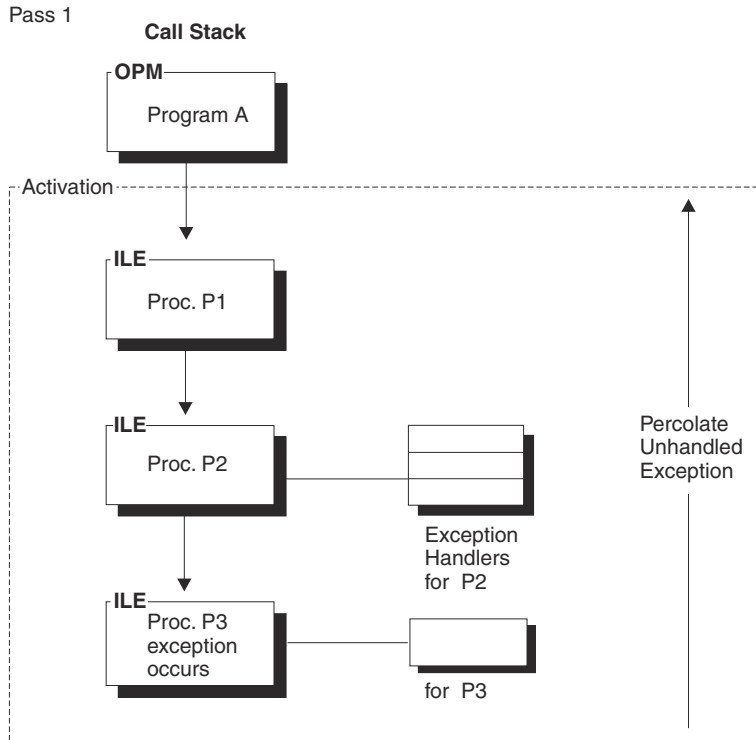 Pass 1
Call Stack
OPM
Program A
Activation
ILE
Proc. P1
ILE
Proc. P2
Exception
Handlers
for P2
Percolate
Unhandled
Exception
ILE
Proc. P3
exception
occurs
for P3